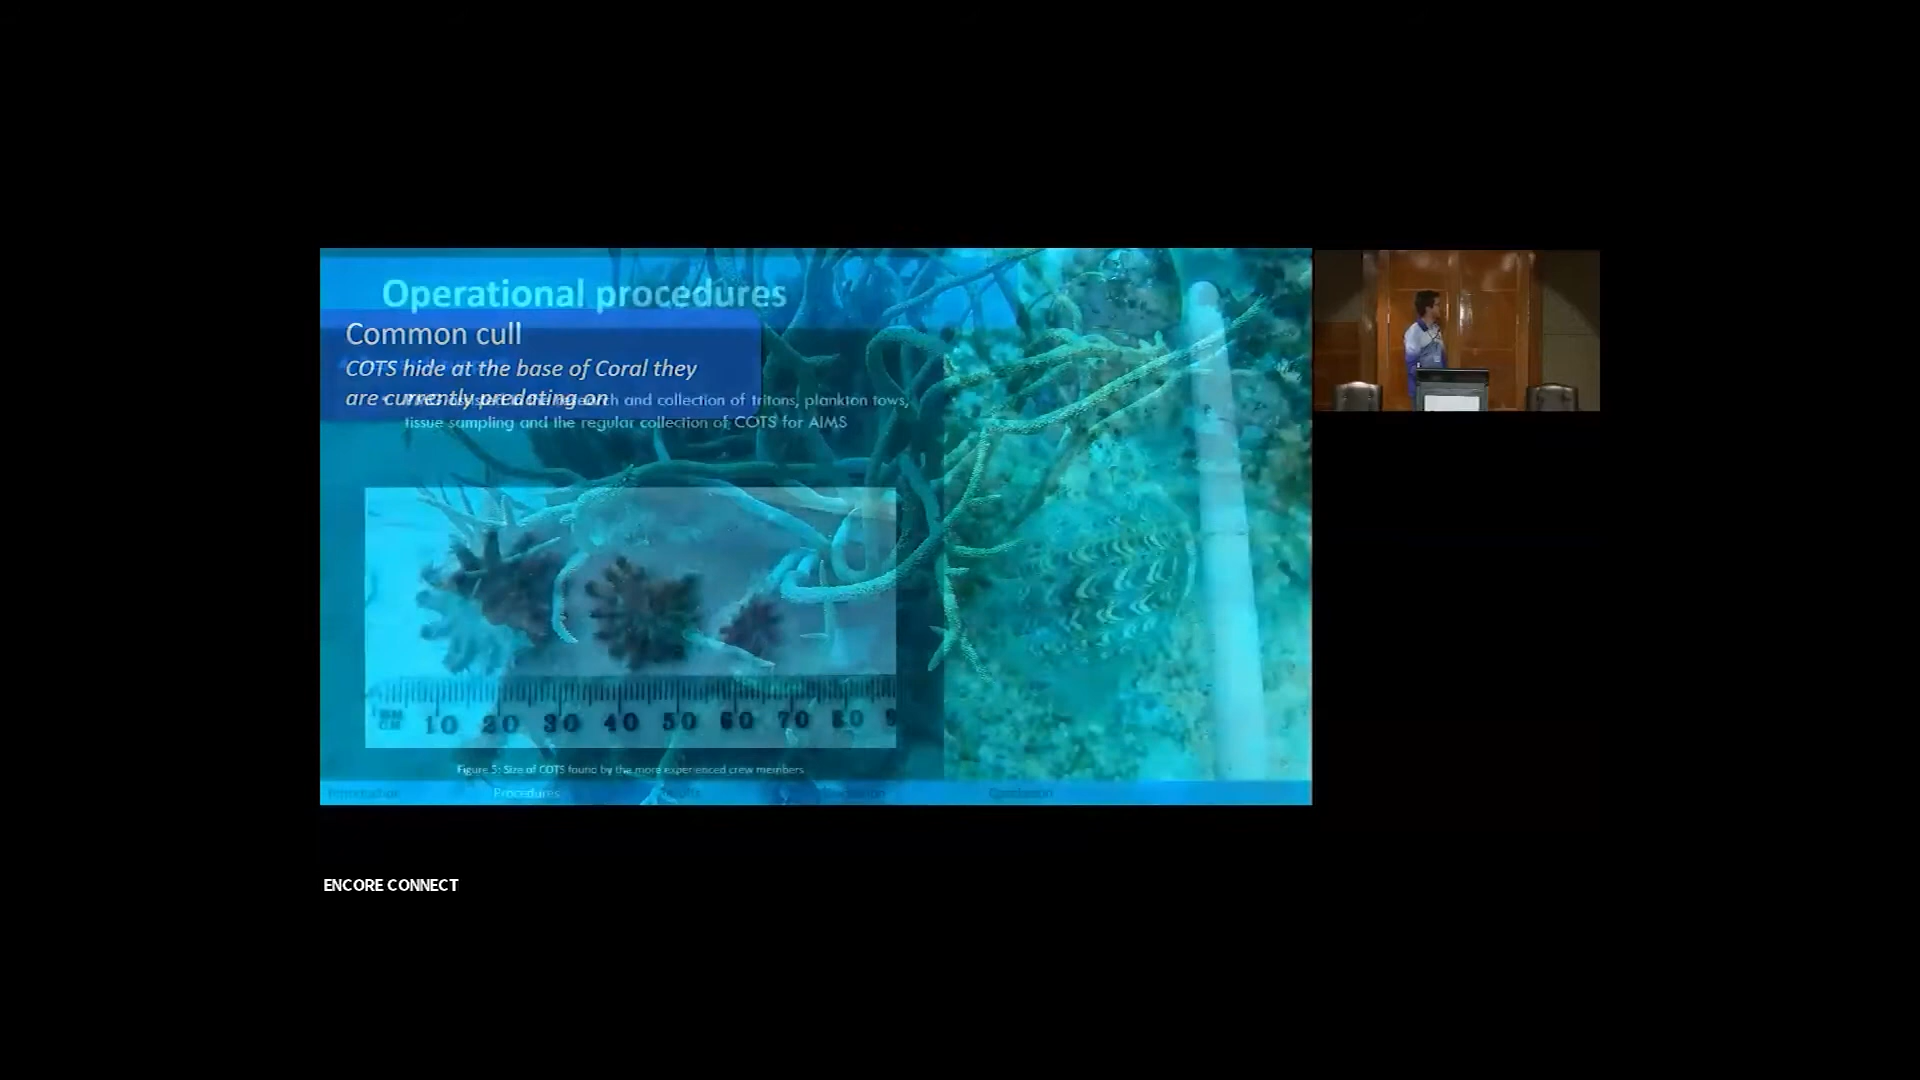 Operational procedures
Common cull
COTS hide at the base of Coral they
are currently predating on
research and collection of tritons, plankton tows,
tissue sampling and the regular collection of COTS for AIMS
10 20 30 40 50 60 70 80 9
Figure 5: Size of COTS found by the more experienced crew members
Introduction Procedures Results Conclusion
ENCORE CONNECT